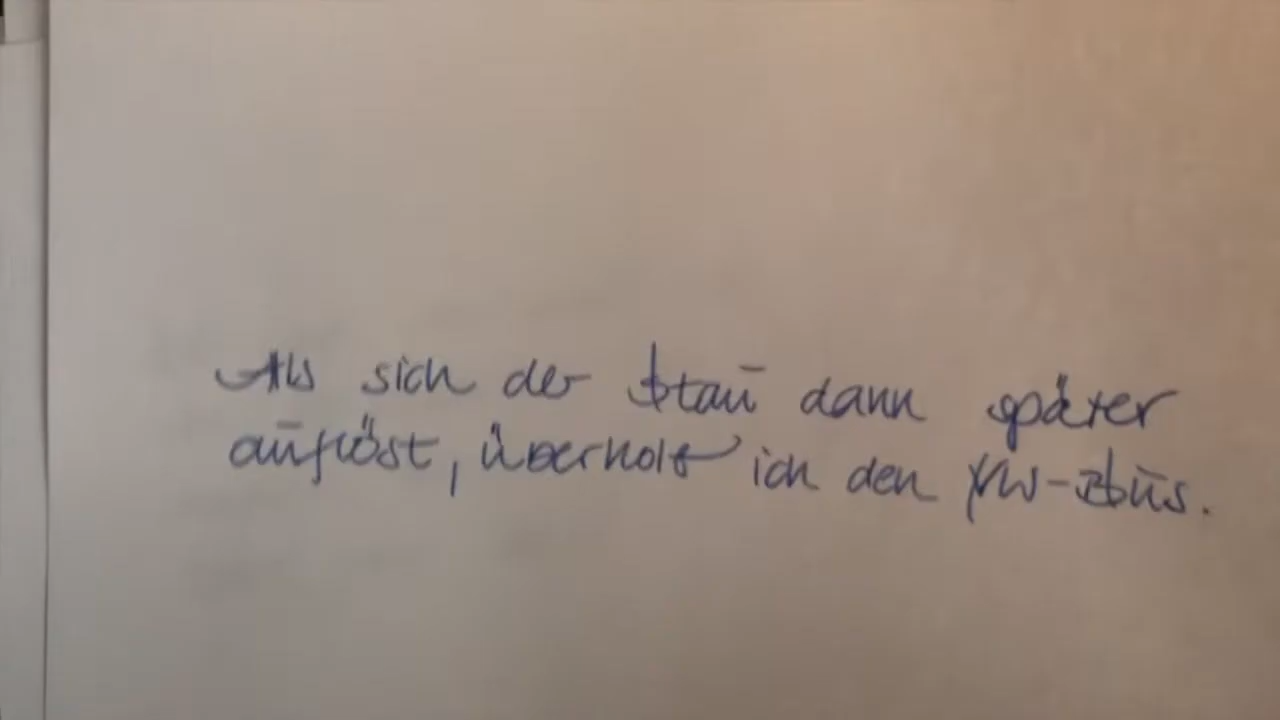 Als sich der Stau dann später
auflöst, überholt ich den VW-Bus.